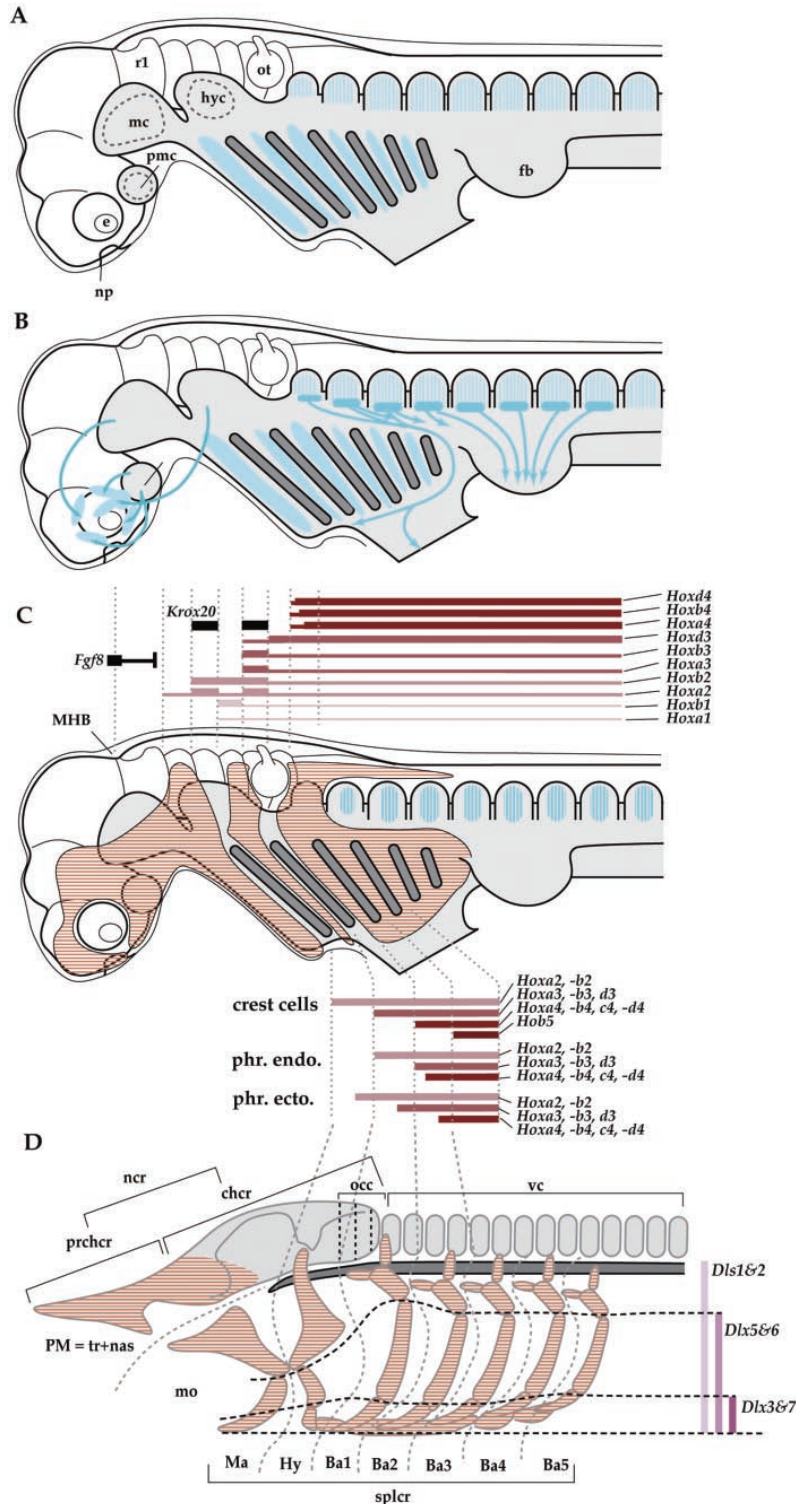 A
r1
ot
hyc
mc
pmc
e
fb
np
B
C
Krox20
Fgf8
Hoxd4
Hoxb4
Hoxa4
Hoxd3
Hoxb3
Hoxa3
Hoxb2
Hoxa2
Hoxb1
Hoxa1
MHB
crest cells
Hoxa2, -b2
Hoxa3, -b3, d3
Hoxa4, -b4, c4, -d4
Hob5
phr. endo.
Hoxa2, -b2
Hoxa3, -b3, d3
Hoxa4, -b4, c4, -d4
phr. ecto.
Hoxa2, -b2
Hoxa3, -b3, d3
Hoxa4, -b4, c4, -d4
D
ncr
chcr
occ
vc
prchcr
Dls1&2
PM = tr+nas
Dlx5&6
mo
Dlx3&7
Ma Hy Ba1 Ba2 Ba3 Ba4 Ba5
splcr